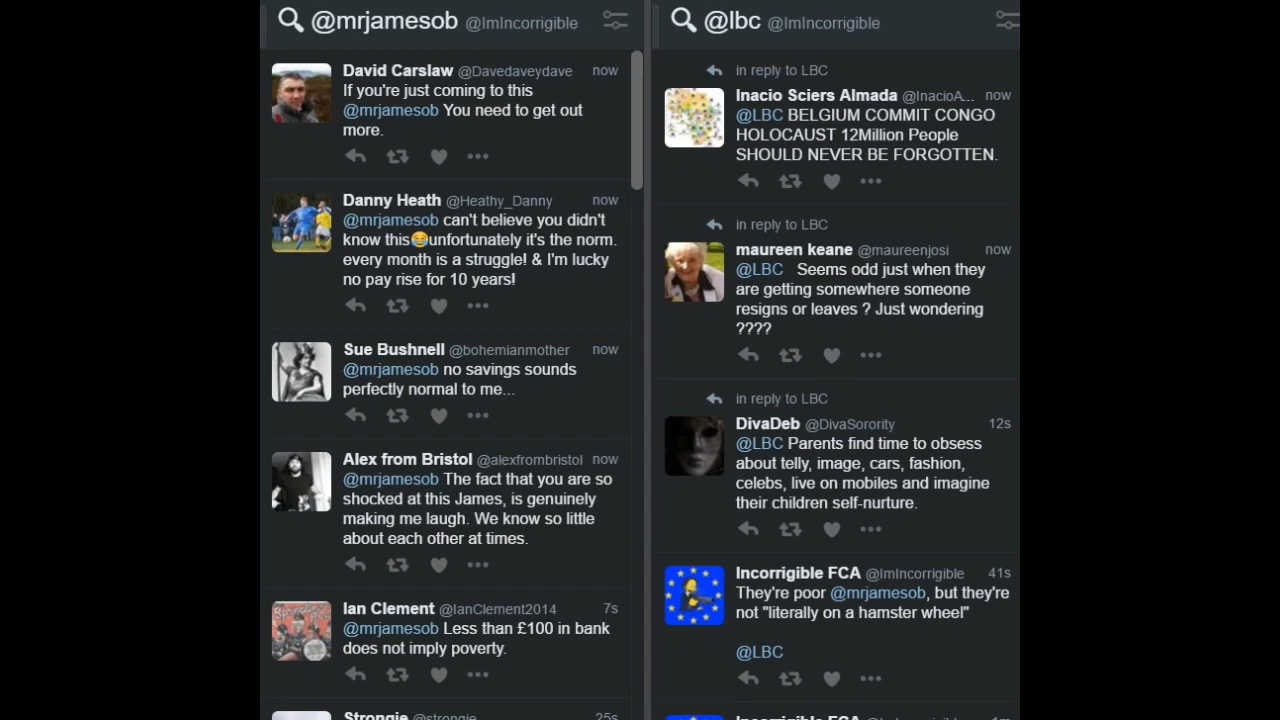 @mrjamesob @ImIncorrigible
David Carslaw @Davedaveydave now
If you're just coming to this
@mrjamesob You need to get out
more.
Danny Heath @Heathy_Danny now
@mrjamesob can't believe you didn't
know this😂unfortunately it's the norm.
every month is a struggle! & I'm lucky
no pay rise for 10 years!
Sue Bushnell @bohemianmother now
@mrjamesob no savings sounds
perfectly normal to me...
Alex from Bristol @alexfrombristol now
@mrjamesob The fact that you are so
shocked at this James, is genuinely
making me laugh. We know so little
about each other at times.
Ian Clement @IanClement2014 7s
@mrjamesob Less than £100 in bank
does not imply poverty.
Strongie @strongie 25s
@lbc @ImIncorrigible
in reply to LBC
Inacio Sciers Almada @InacioA... now
@LBC BELGIUM COMMIT CONGO
HOLOCAUST 12Million People
SHOULD NEVER BE FORGOTTEN.
in reply to LBC
maureen keane @maureenjosi now
@LBC Seems odd just when they
are getting somewhere someone
resigns or leaves ? Just wondering
????
in reply to LBC
DivaDeb @DivaSorority 12s
@LBC Parents find time to obsess
about telly, image, cars, fashion,
celebs, live on mobiles and imagine
their children self-nurture.
Incorrigible FCA @ImIncorrigible 41s
They're poor @mrjamesob, but they're
not "literally on a hamster wheel"
@LBC
Incorrigible FCA @ImIncorrigible 1m